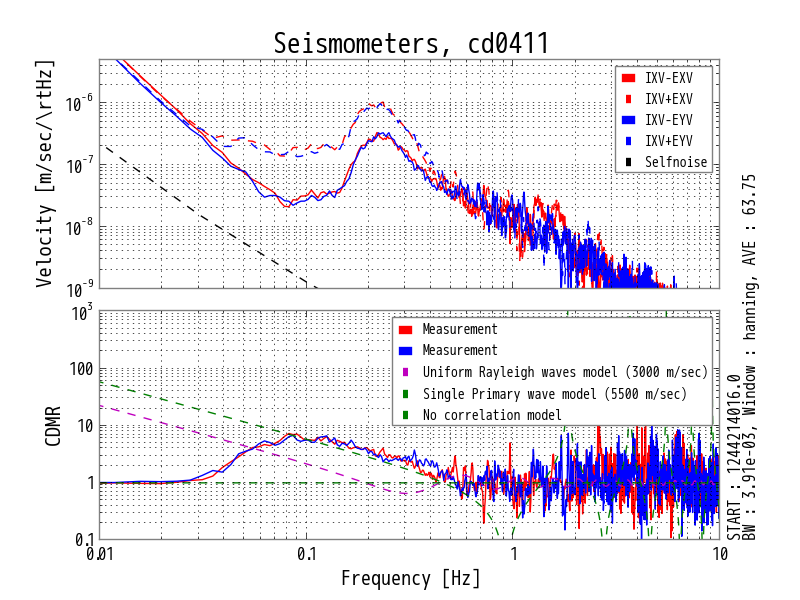 Seismometers, cd0411
Velocity [m/sec/\rtHz]
10^-6
10^-7
10^-8
10^-9
IXV-EXV
IXV+EXV
IXV-EYV
IXV+EYV
Selfnoise
CDMR
10^3
100
10
1
0.1
Measurement
Measurement
Uniform Rayleigh waves model (3000 m/sec)
Single Primary wave model (5500 m/sec)
No correlation model
0.01
0.1
1
10
Frequency [Hz]
START : 1244214016.0
BW : 3.91e-03, Window : hanning, AVE : 63.75